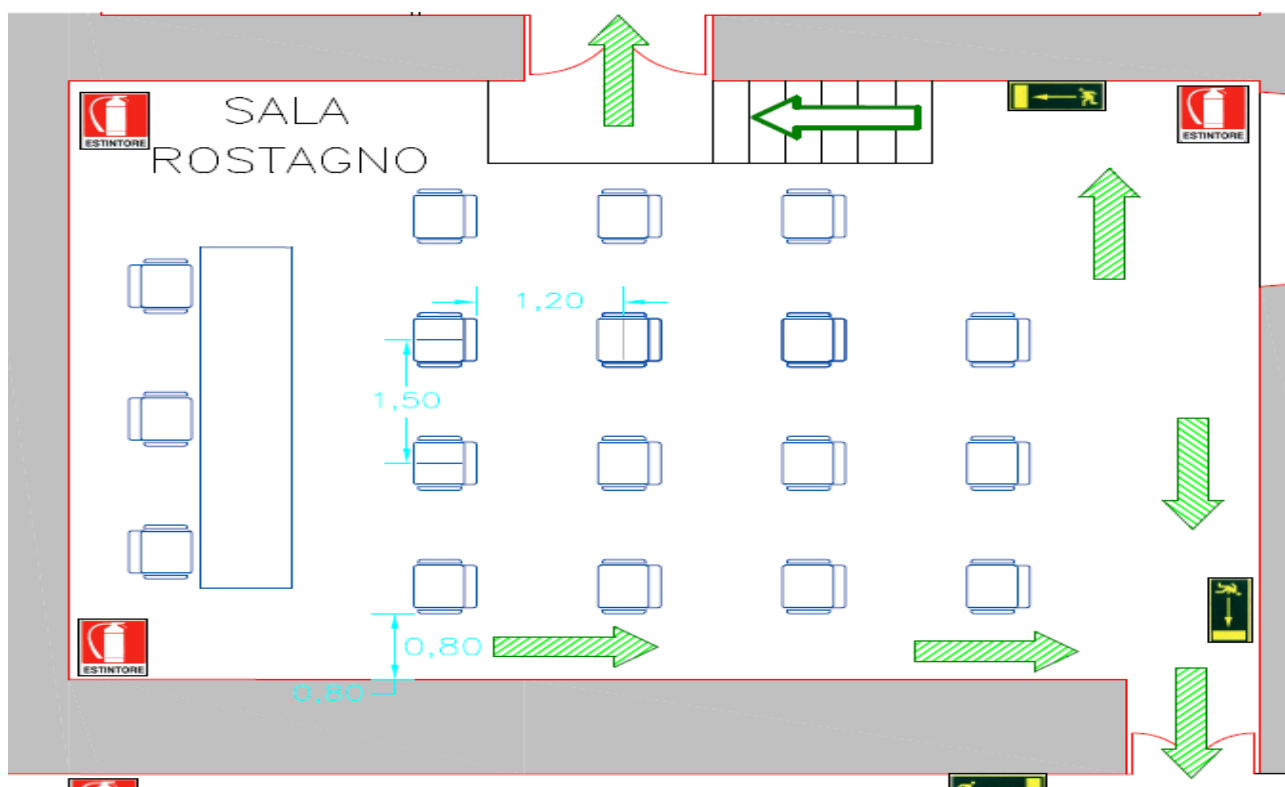 SALA
ROSTAGNO
ESTINTORE
ESTINTORE
1,20
1,50
0,80
0,80
ESTINTORE